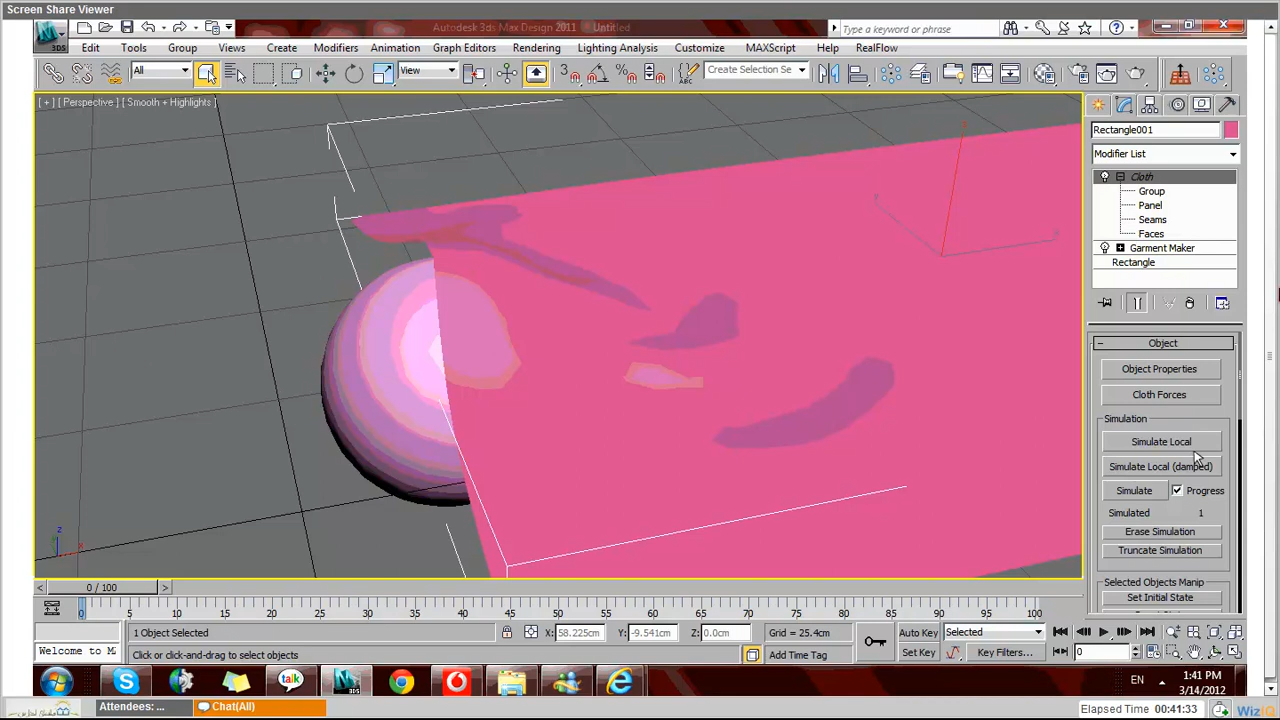 Screen Share Viewer
Autodesk 3ds Max Design 2011 Untitled
Type a keyword or phrase
3DS
Edit Tools Group Views Create Modifiers Animation Graph Editors Rendering Lighting Analysis Customize MAXScript Help RealFlow
All View 3 Create Selection Se
[ + ] [ Perspective ] [ Smooth + Highlights ]
Rectangle001
Modifier List
Cloth
Group
Panel
Seams
Faces
Garment Maker
Rectangle
Object
Object Properties
Cloth Forces
Simulation
Simulate Local
Simulate Local (damped)
Simulate Progress
Simulated 1
Erase Simulation
Truncate Simulation
Selected Objects Manip
Set Initial State
z
x
< 0 / 100 >
0 5 10 15 20 25 30 35 40 45 50 55 60 65 70 75 80 85 90 95 100
1 Object Selected X: 58.225cm Y: -9.541cm Z: 0.0cm Grid = 25.4cm Auto Key Selected
Welcome to M Click or click-and-drag to select objects Add Time Tag Set Key Key Filters... 0
talk
EN 1:41 PM
3/14/2012
Attendees: ... Chat(All) Elapsed Time 00:41:33 WizIQ